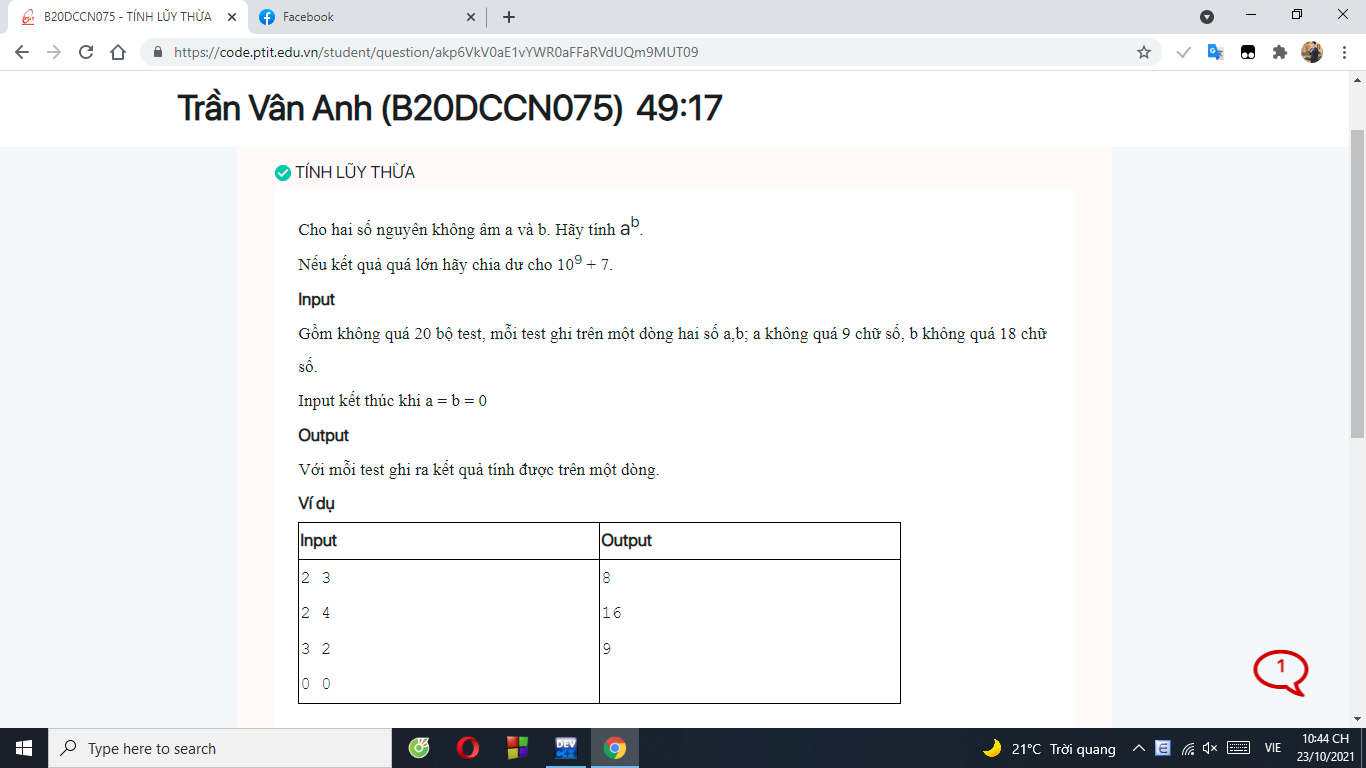 B20DCCN075 - TÍNH LŨY THỪA
Facebook
https://code.ptit.edu.vn/student/question/akp6VkV0aE1vYWR0aFFaRVdUQm9MUT09
Trần Vân Anh (B20DCCN075) 49:17
TÍNH LŨY THỪA
Cho hai số nguyên không âm a và b. Hãy tính a^b.
Nếu kết quả quá lớn hãy chia dư cho 10^9 + 7.
Input
Gồm không quá 20 bộ test, mỗi test ghi trên một dòng hai số a,b; a không quá 9 chữ số, b không quá 18 chữ
số.
Input kết thúc khi a = b = 0
Output
Với mỗi test ghi ra kết quả tính được trên một dòng.
Ví dụ
Input Output
2 3 8
2 4 16
3 2 9
0 0
1
Type here to search
DEV
21°C Trời quang
VIE
10:44 CH
23/10/2021